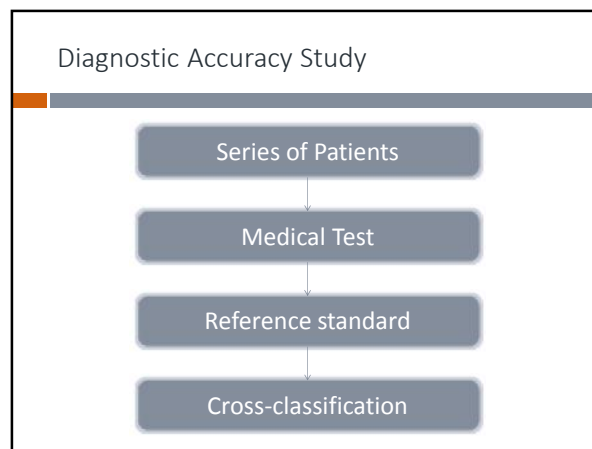 Diagnostic Accuracy Study
Series of Patients
Medical Test
Reference standard
Cross-classification